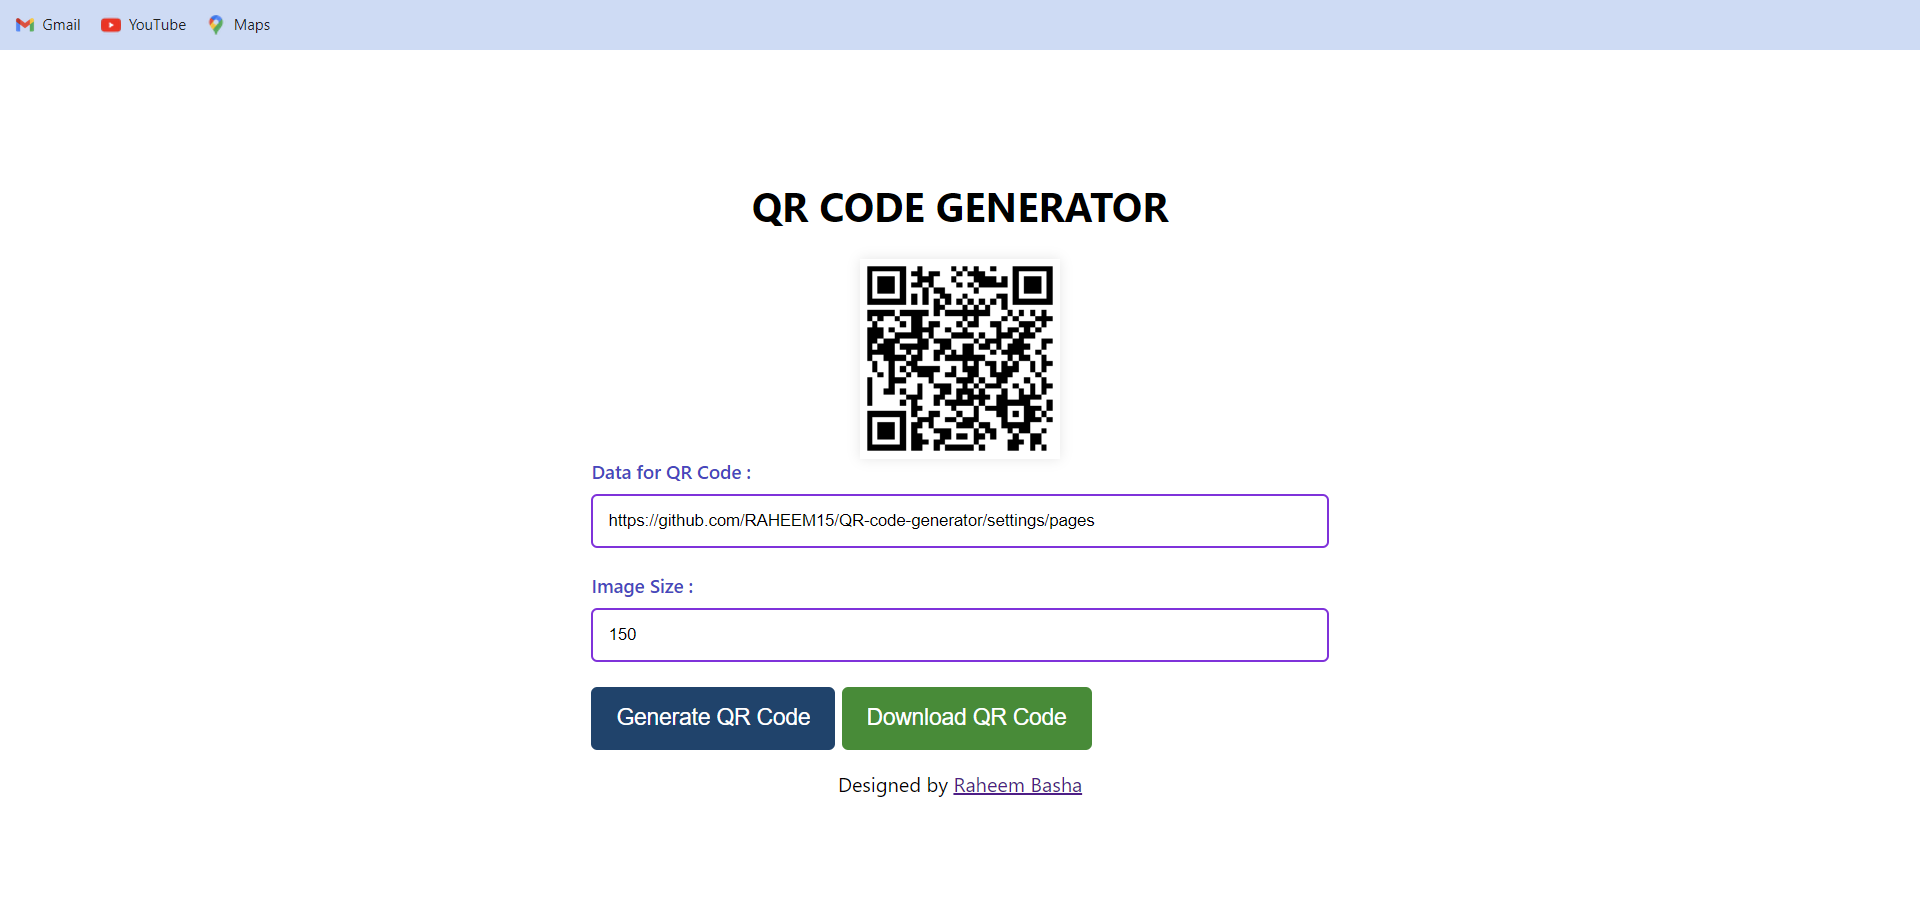 Gmail YouTube Maps
QR CODE GENERATOR
Data for QR Code :
https://github.com/RAHEEM15/QR-code-generator/settings/pages
Image Size :
150
Generate QR Code Download QR Code
Designed by Raheem Basha